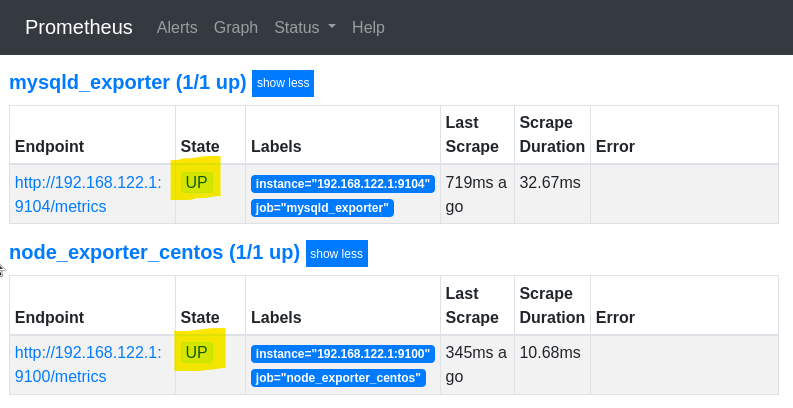 Prometheus Alerts Graph Status Help
mysqld_exporter (1/1 up) show less
Endpoint State Labels Last Scrape Scrape Duration Error
http://192.168.122.1:9104/metrics UP instance="192.168.122.1:9104" job="mysqld_exporter" 719ms ago 32.67ms
node_exporter_centos (1/1 up) show less
Endpoint State Labels Last Scrape Scrape Duration Error
http://192.168.122.1:9100/metrics UP instance="192.168.122.1:9100" job="node_exporter_centos" 345ms ago 10.68ms